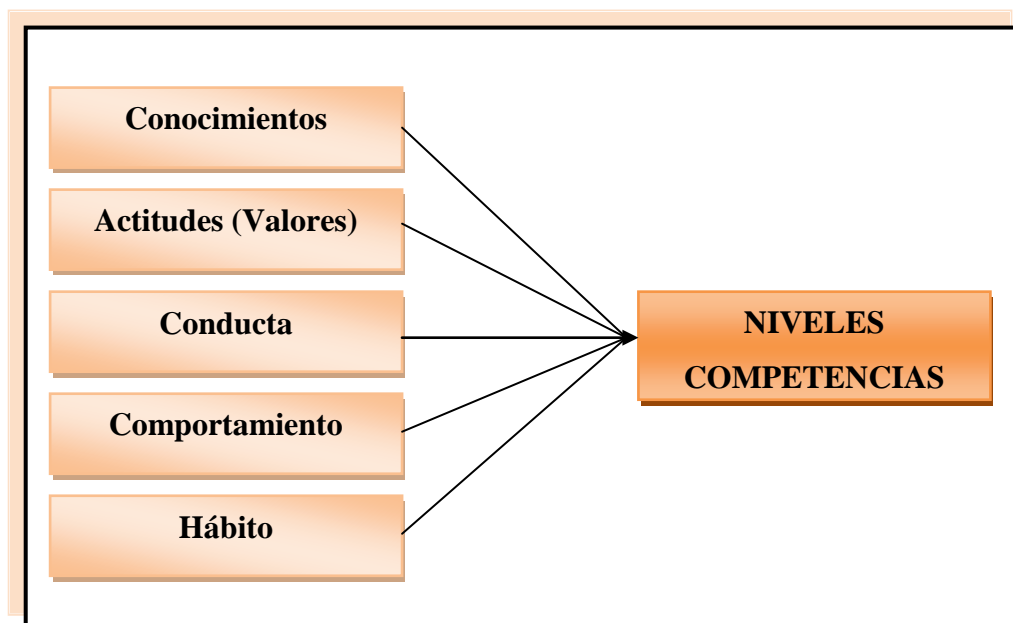 Conocimientos
Actitudes (Valores)
Conducta
Comportamiento
Hábito
NIVELES
COMPETENCIAS